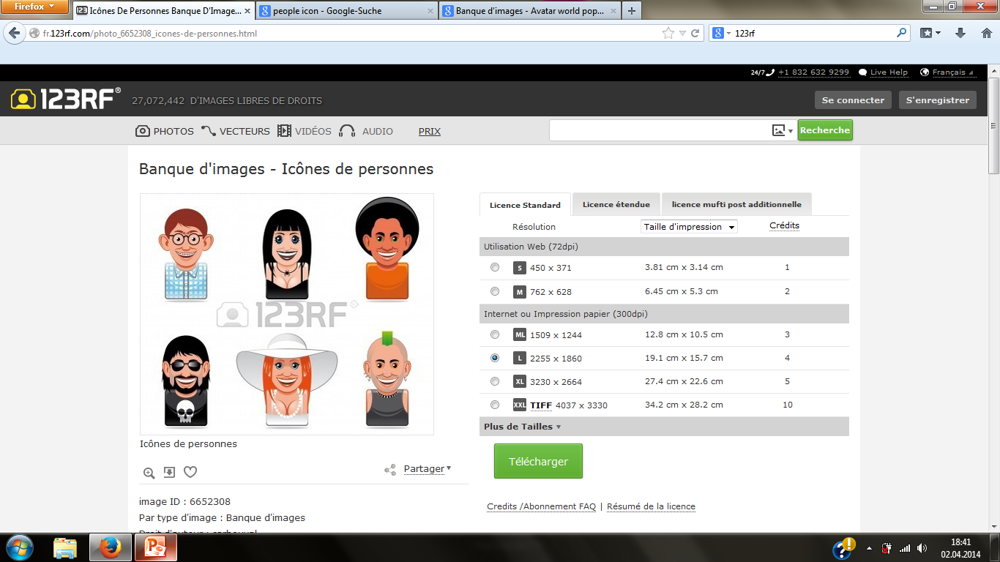 Firefox
Icônes De Personnes Banque D'Image...
people icon - Google-Suche
Banque d'images - Avatar world pop...
fr.123rf.com/photo_6652308_icones-de-personnes.html
123rf
24/7 +1 832 632 9299 Live Help Français
123RF® 27,072,442 D'IMAGES LIBRES DE DROITS Se connecter S'enregistrer
PHOTOS VECTEURS VIDÉOS AUDIO PRIX Recherche
Banque d'images - Icônes de personnes
123RF
Icônes de personnes
Partager
image ID : 6652308
Par type d'image : Banque d'images
Licence Standard Licence étendue licence mufti post additionnelle
Résolution Taille d'impression Crédits
Utilisation Web (72dpi)
S 450 x 371 3.81 cm x 3.14 cm 1
M 762 x 628 6.45 cm x 5.3 cm 2
Internet ou Impression papier (300dpi)
ML 1509 x 1244 12.8 cm x 10.5 cm 3
L 2255 x 1860 19.1 cm x 15.7 cm 4
XL 3230 x 2664 27.4 cm x 22.6 cm 5
XXL TIFF 4037 x 3330 34.2 cm x 28.2 cm 10
Plus de Tailles
Télécharger
Credits /Abonnement FAQ | Résumé de la licence
18:41
02.04.2014